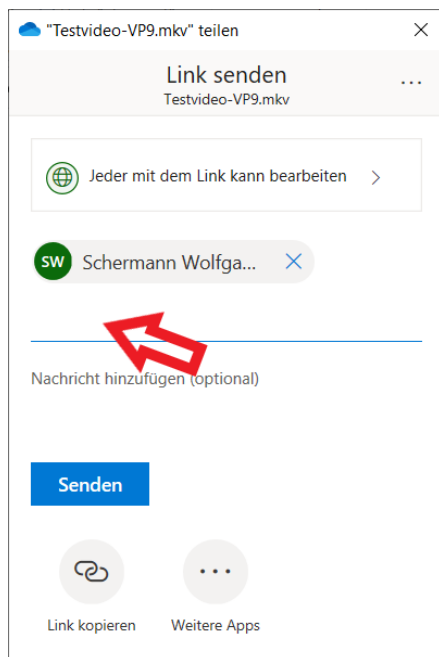 "Testvideo-VP9.mkv" teilen
Link senden
Testvideo-VP9.mkv
Jeder mit dem Link kann bearbeiten
SW Schermann Wolfga...
Nachricht hinzufügen (optional)
Senden
Link kopieren Weitere Apps